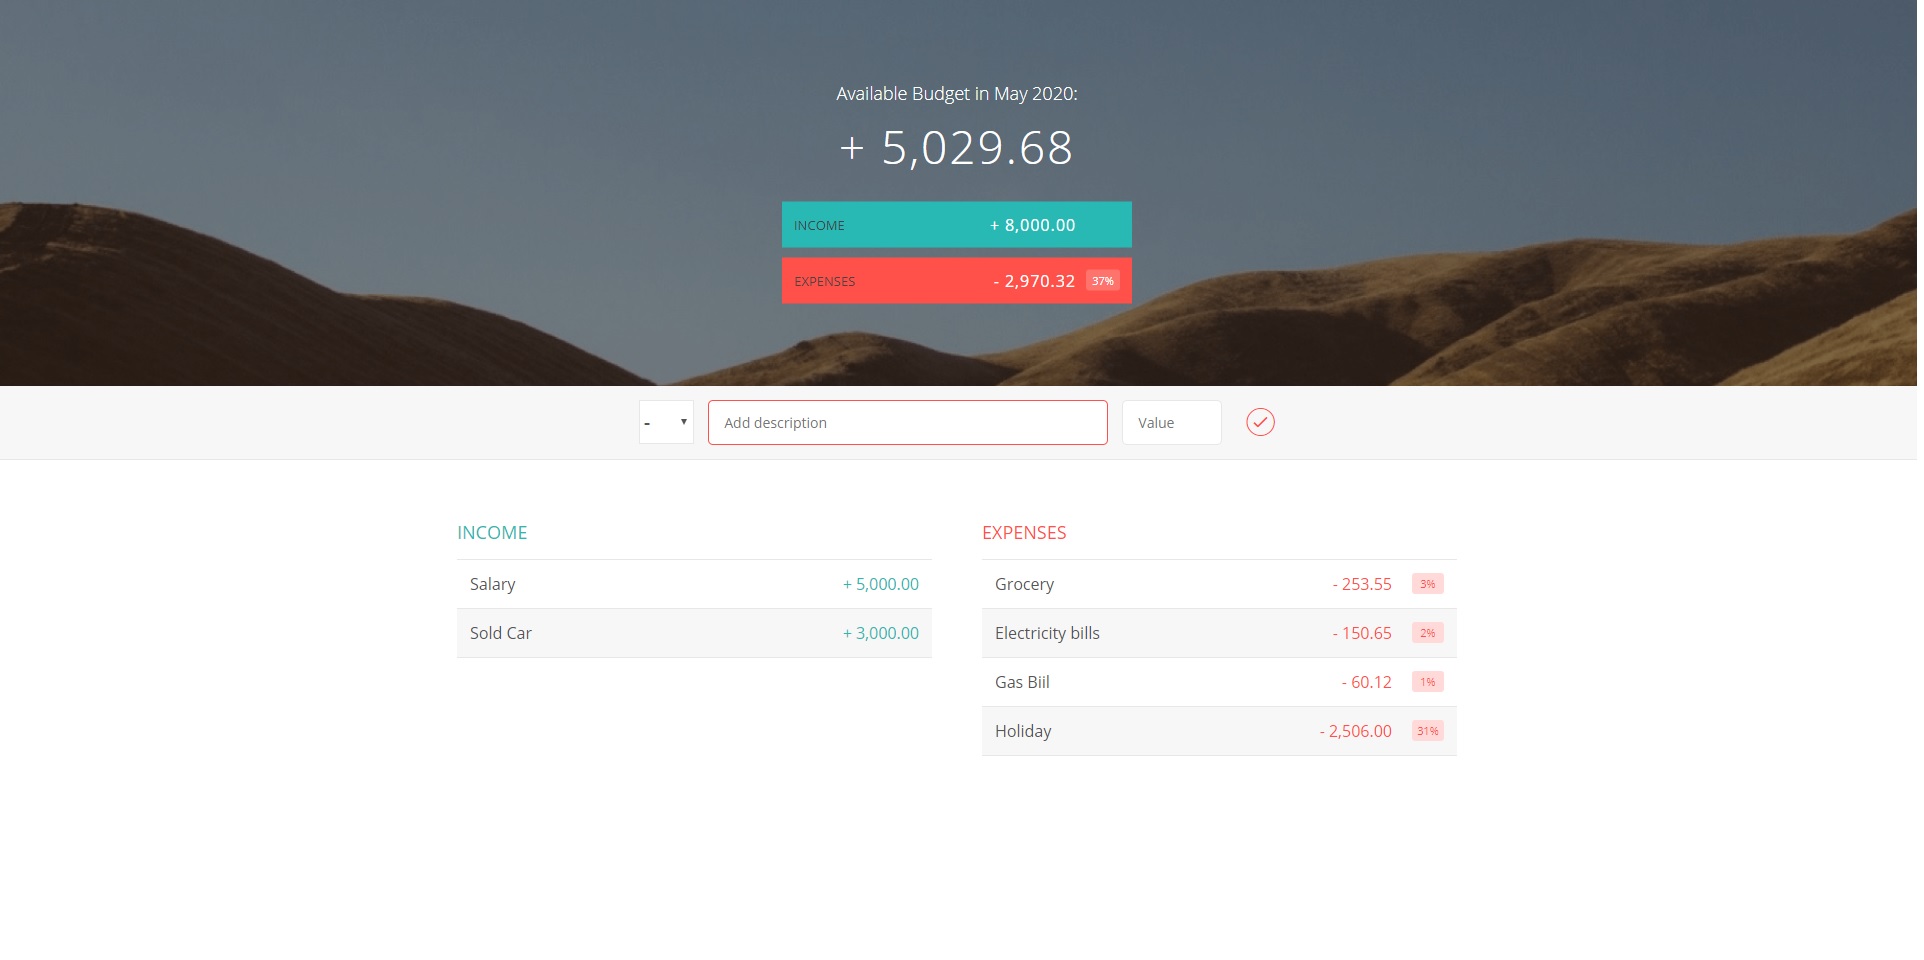 Available Budget in May 2020:
+ 5,029.68
INCOME + 8,000.00
EXPENSES - 2,970.32 37%
- Add description Value
INCOME
Salary + 5,000.00
Sold Car + 3,000.00
EXPENSES
Grocery - 253.55 3%
Electricity bills - 150.65 2%
Gas Biil - 60.12 1%
Holiday - 2,506.00 31%